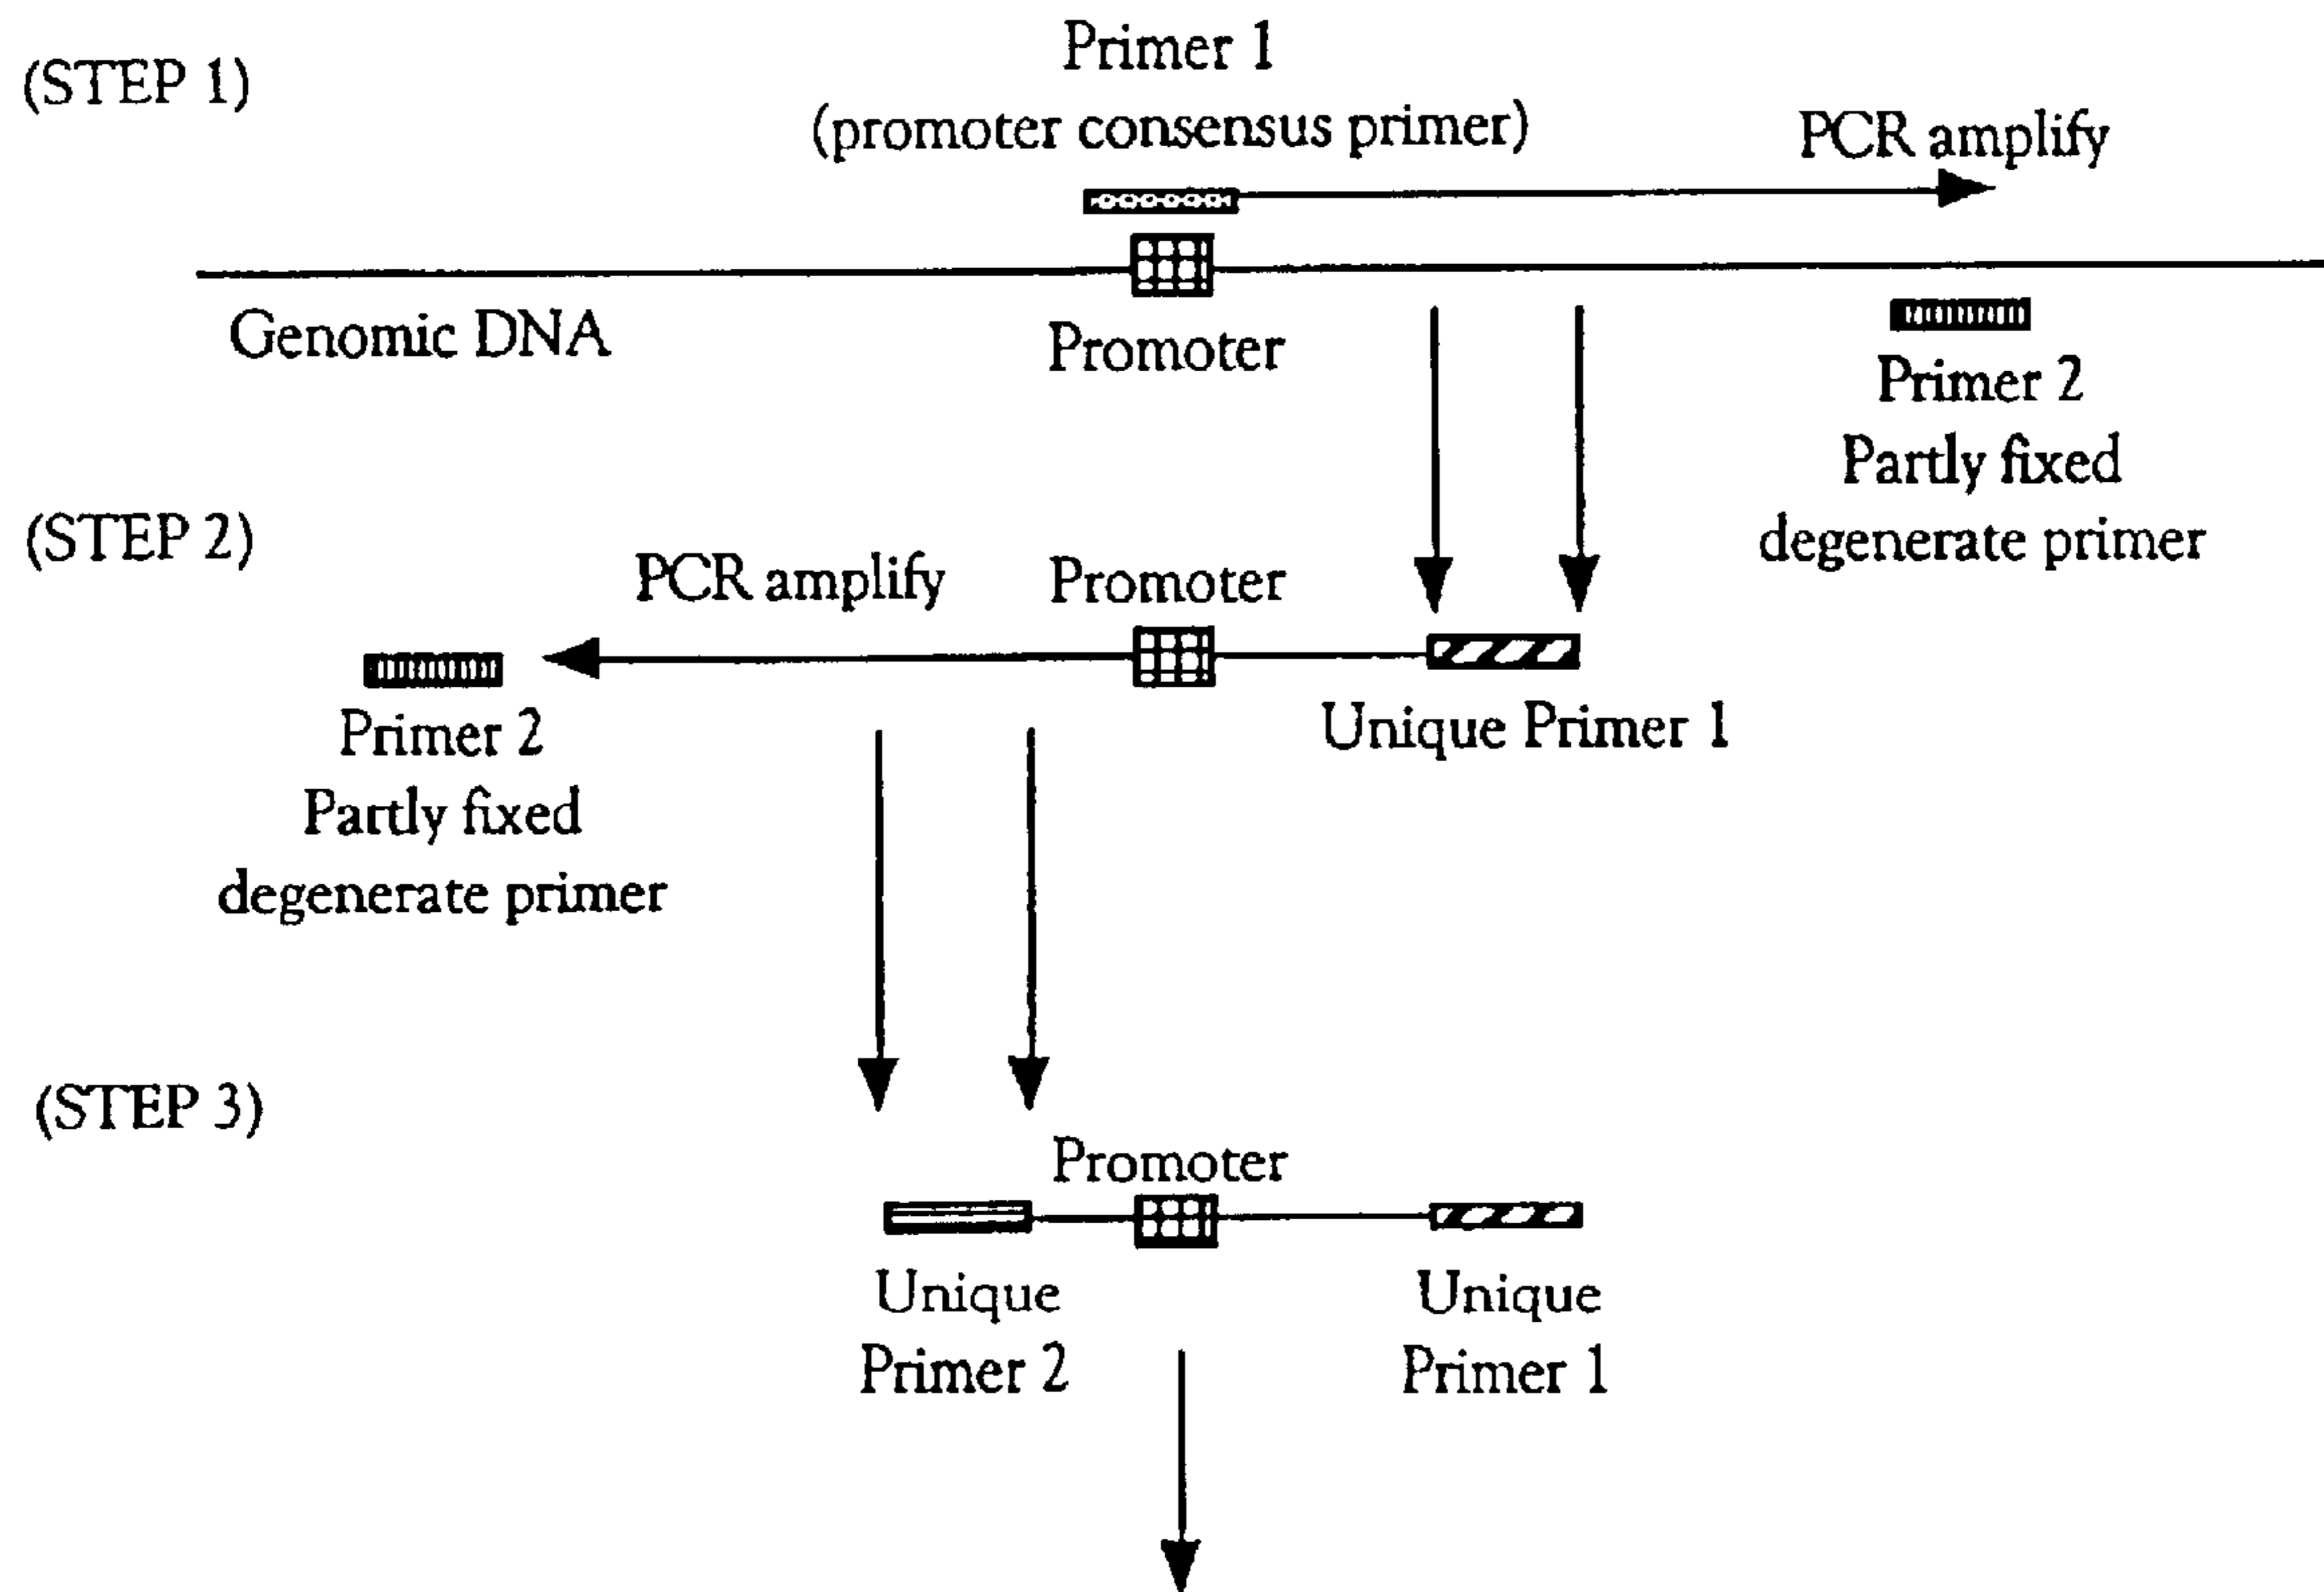 (STEP 1)
Primer 1
(promoter consensus primer)
PCR amplify
Genomic DNA
Promoter
Primer 2
Partly fixed
degenerate primer
(STEP 2)
PCR amplify
Promoter
Primer 2
Partly fixed
degenerate primer
Unique Primer 1
(STEP 3)
Promoter
Unique
Primer 2
Unique
Primer 1